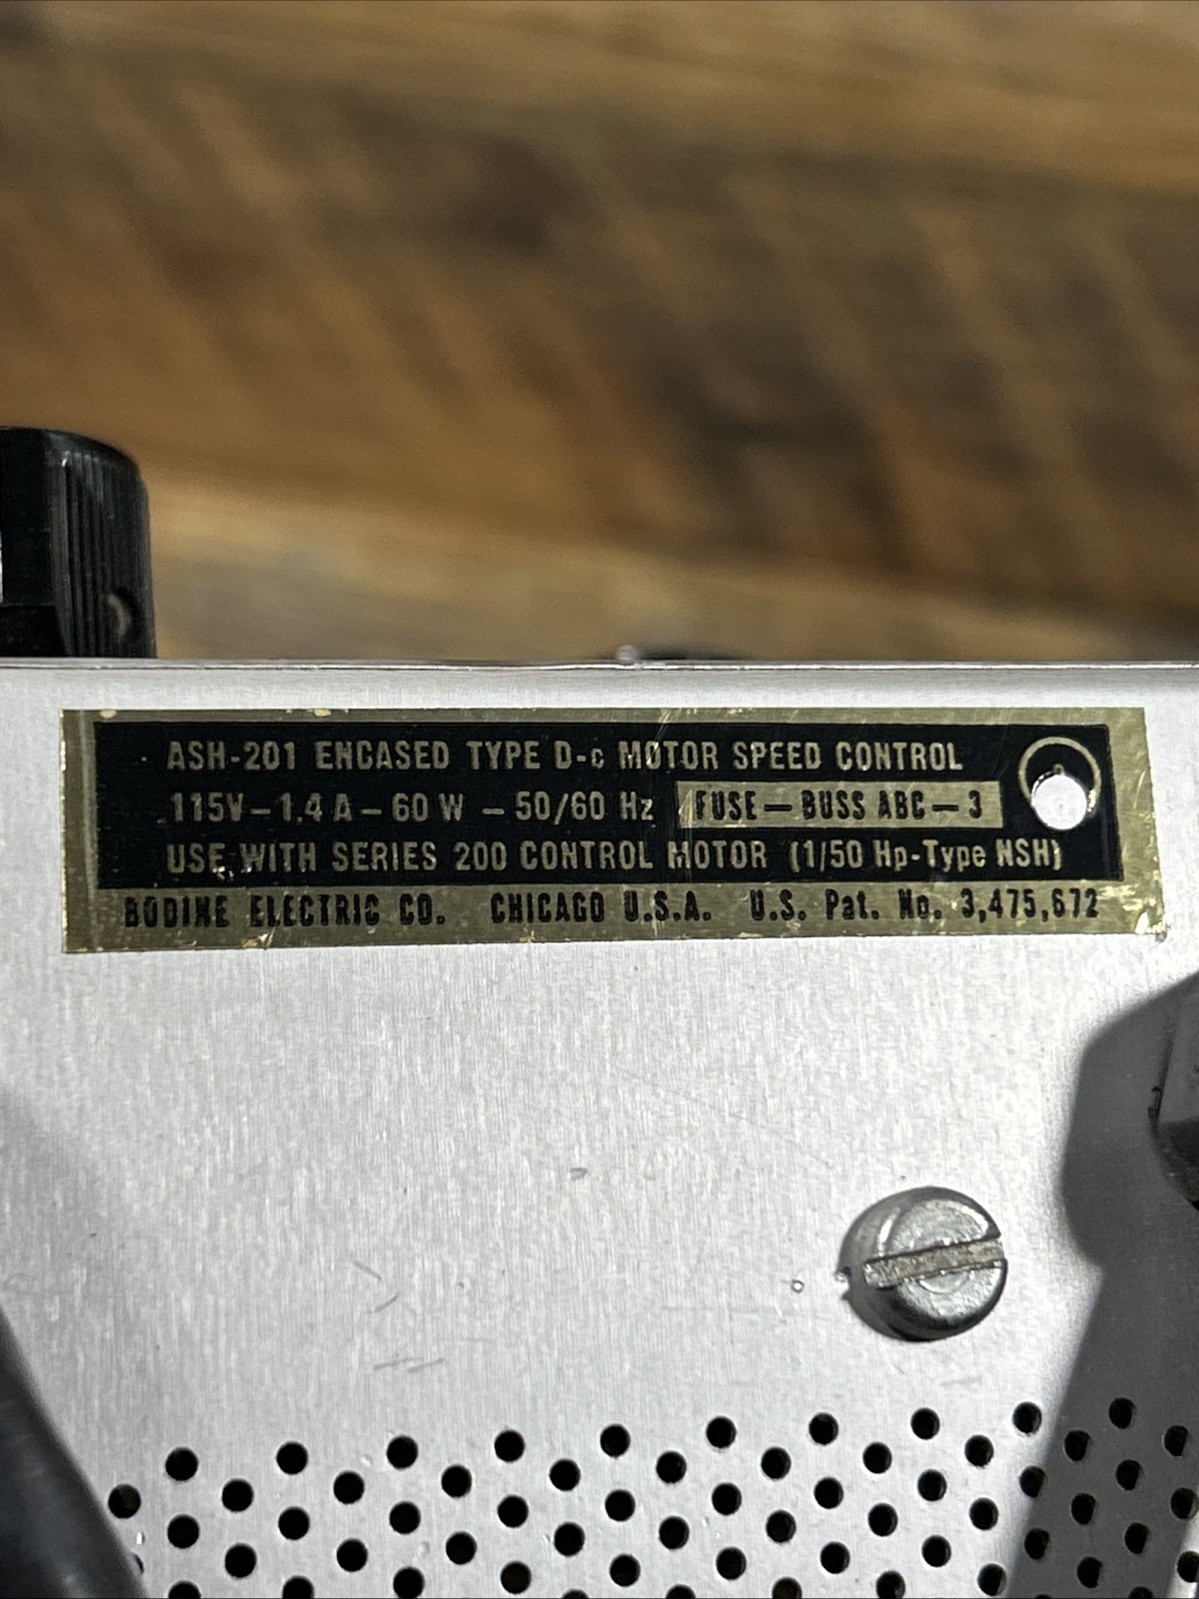 ASH-201 ENCASED TYPE D-c MOTOR SPEED CONTROL
115V - 1.4 A - 60 W - 50/60 Hz FUSE - BUSS ABC - 3
USE WITH SERIES 200 CONTROL MOTOR (1/50 Hp-Type NSH)
BODINE ELECTRIC CO. CHICAGO U.S.A. U.S. Pat. No. 3,475,672